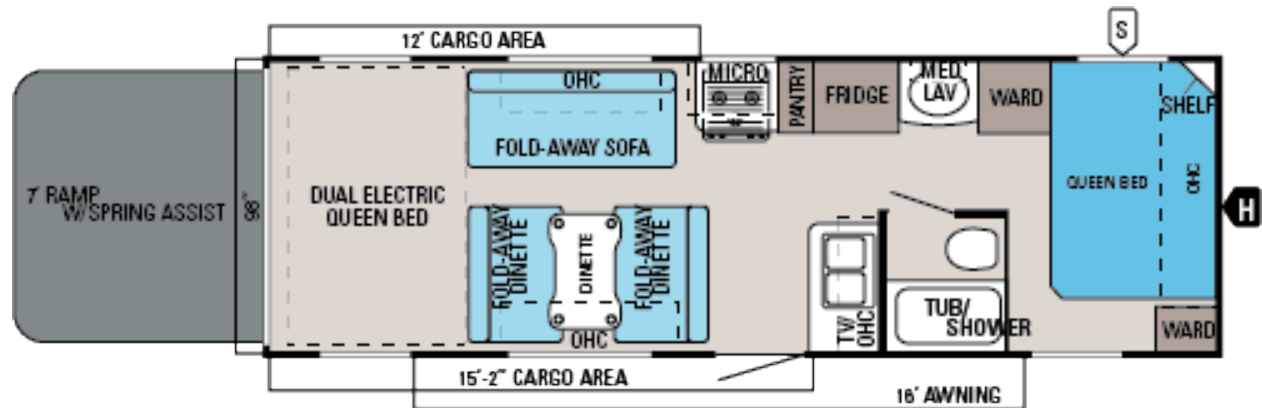 12' CARGO AREA
S
OHC
MICRO
PANTRY
FRIDGE
MED.
LAV
WARD
SHELF
FOLD-AWAY SOFA
7' RAMP
W/SPRING ASSIST
96"
DUAL ELECTRIC
QUEEN BED
QUEEN BED
OHC
H
FOLD-AWAY
DINETTE
DINETTE
FOLD-AWAY
DINETTE
OHC
TW/
OHC
TUB/
SHOWER
WARD
15'-2" CARGO AREA
16' AWNING